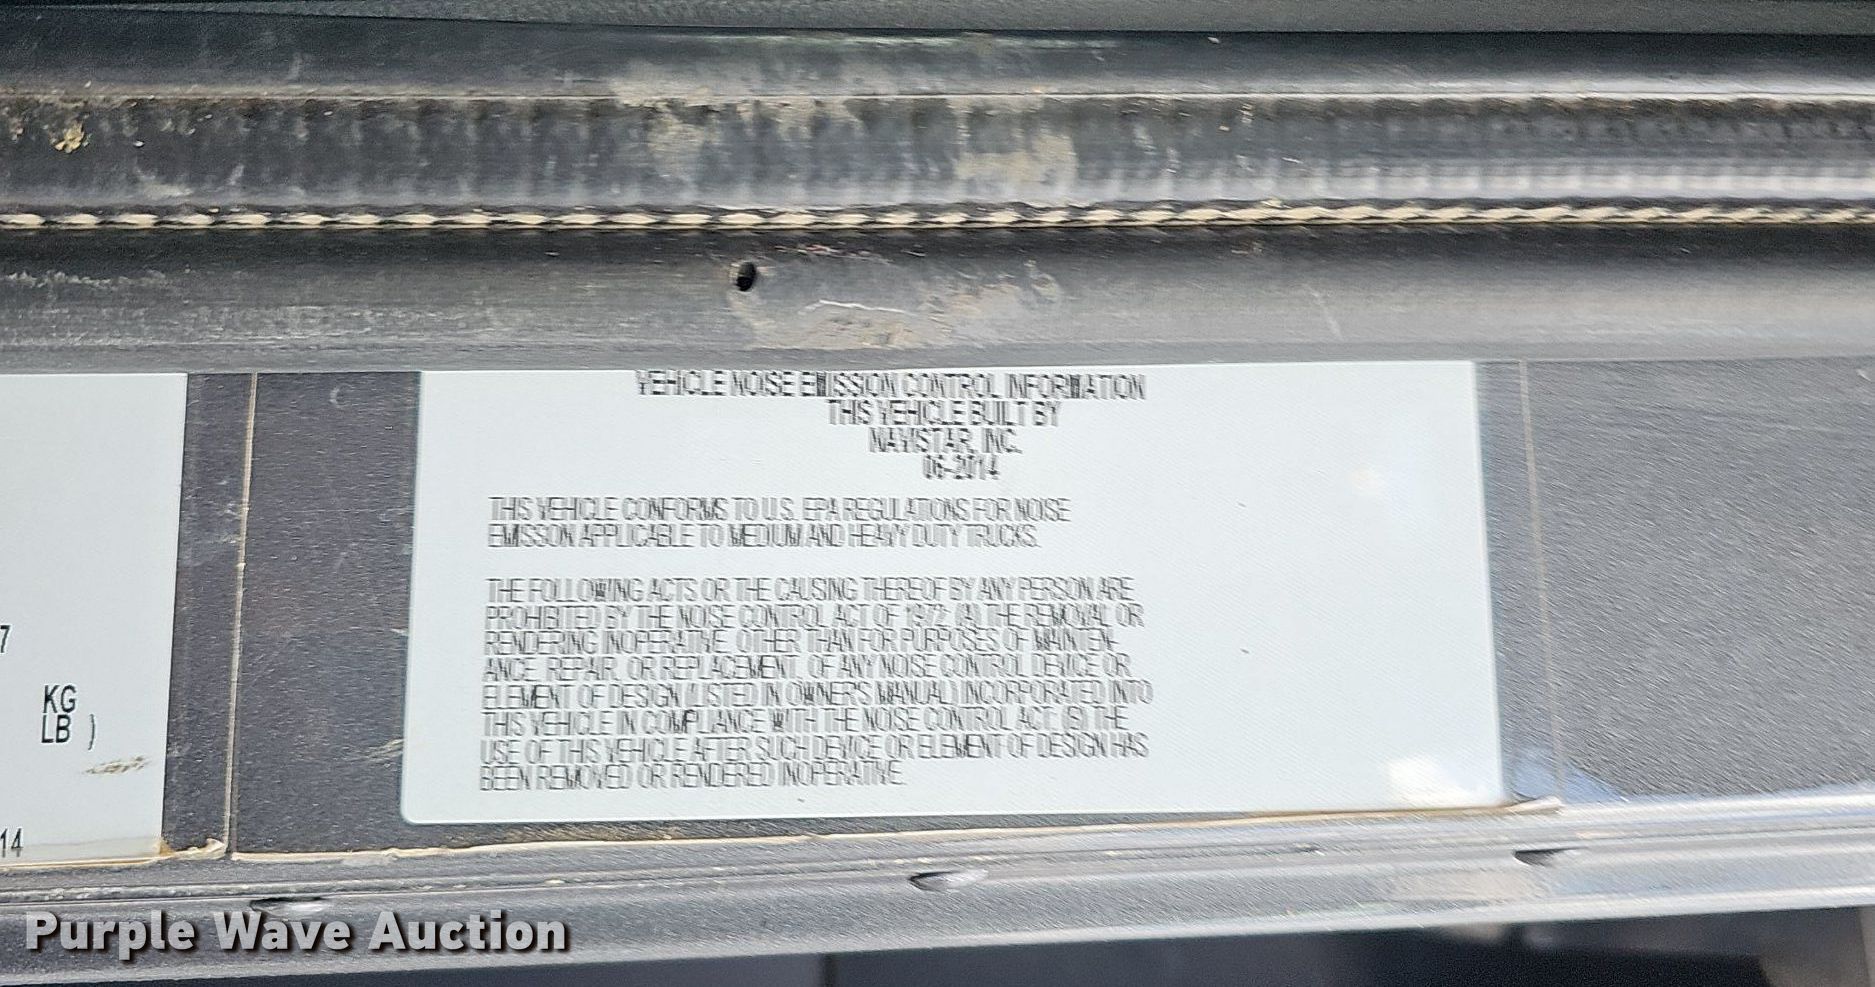 VEHICLE NOISE EMISSION CONTROL INFORMATION
THIS VEHICLE BUILT BY
NAVISTAR, INC.
06-2014
THIS VEHICLE CONFORMS TO U.S. EPA REGULATIONS FOR NOISE
EMISSON APPLICABLE TO MEDIUM AND HEAVY DUTY TRUCKS.
THE FOLLOWING ACTS OR THE CAUSING THEREOF BY ANY PERSON ARE
PROHIBITED BY THE NOISE CONTROL ACT OF 1972: (A) THE REMOVAL OR
RENDERING INOPERATIVE, OTHER THAN FOR PURPOSES OF MAINTEN-
ANCE, REPAIR, OR REPLACEMENT, OF ANY NOISE CONTROL DEVICE OR
ELEMENT OF DESIGN (LISTED IN OWNER'S MANUAL) INCORPORATED INTO
THIS VEHICLE IN COMPLIANCE WITH THE NOISE CONTROL ACT: (B) THE
USE OF THIS VEHICLE AFTER SUCH DEVICE OR ELEMENT OF DESIGN HAS
BEEN REMOVED OR RENDERED INOPERATIVE.
7
KG
LB )
14
Purple Wave Auction